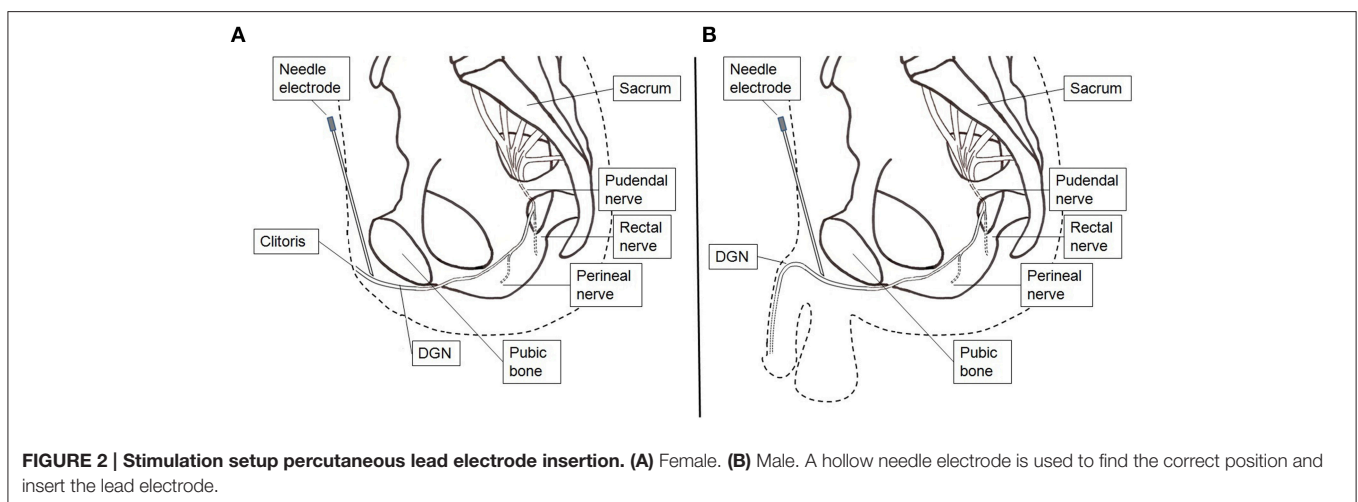 A
Needle
electrode
Sacrum
Pudendal
nerve
Rectal
nerve
Clitoris
Perineal
nerve
DGN
Pubic
bone
B
Needle
electrode
Sacrum
Pudendal
nerve
Rectal
nerve
DGN
Perineal
nerve
Pubic
bone
FIGURE 2 | Stimulation setup percutaneous lead electrode insertion. (A) Female. (B) Male. A hollow needle electrode is used to find the correct position and
insert the lead electrode.